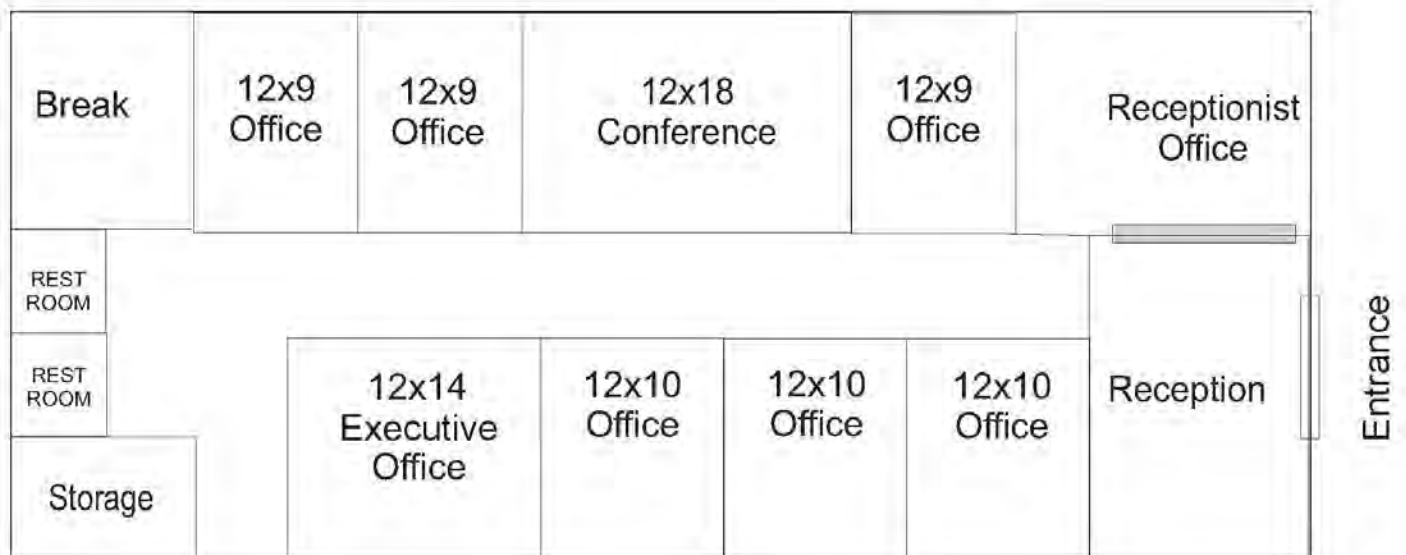 Break
12x9
Office
12x9
Office
12x18
Conference
12x9
Office
Receptionist
Office
REST
ROOM
REST
ROOM
Storage
12x14
Executive
Office
12x10
Office
12x10
Office
12x10
Office
Reception
Entrance